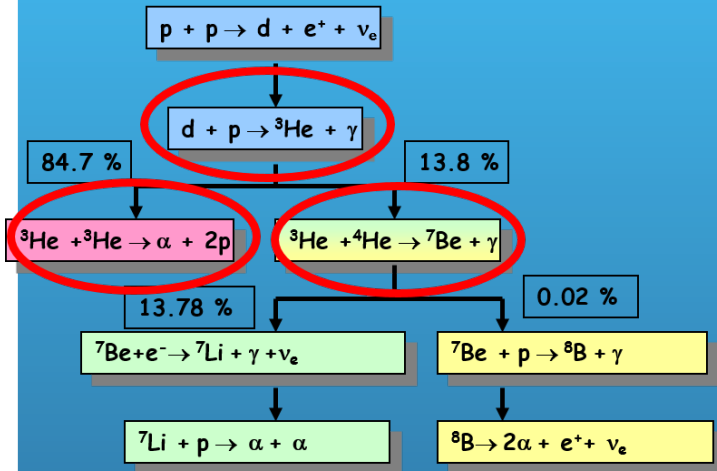 p + p → d + e⁺ + νₑ
d + p → ³He + γ
84.7 %
13.8 %
³He +³He → α + 2p
³He +⁴He → ⁷Be + γ
13.78 %
0.02 %
⁷Be+e⁻→ ⁷Li + γ +νₑ
⁷Be + p → ⁸B + γ
⁷Li + p → α + α
⁸B→ 2α + e⁺+ νₑ